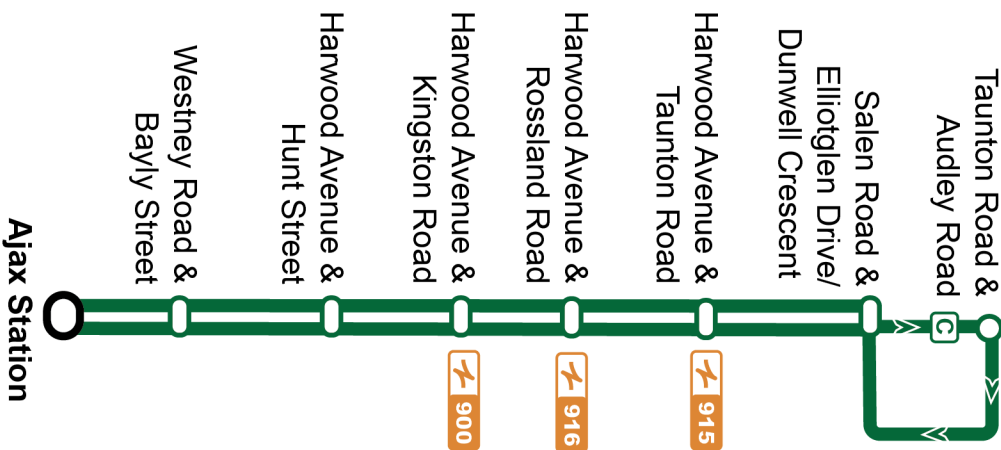 Taunton Road &
Audley Road
C
Salen Road &
Elliotglen Drive/
Dunwell Crescent
Harwood Avenue &
Taunton Road
915
Harwood Avenue &
Rossland Road
916
Harwood Avenue &
Kingston Road
900
Harwood Avenue &
Hunt Street
Westney Road &
Bayly Street
Ajax Station